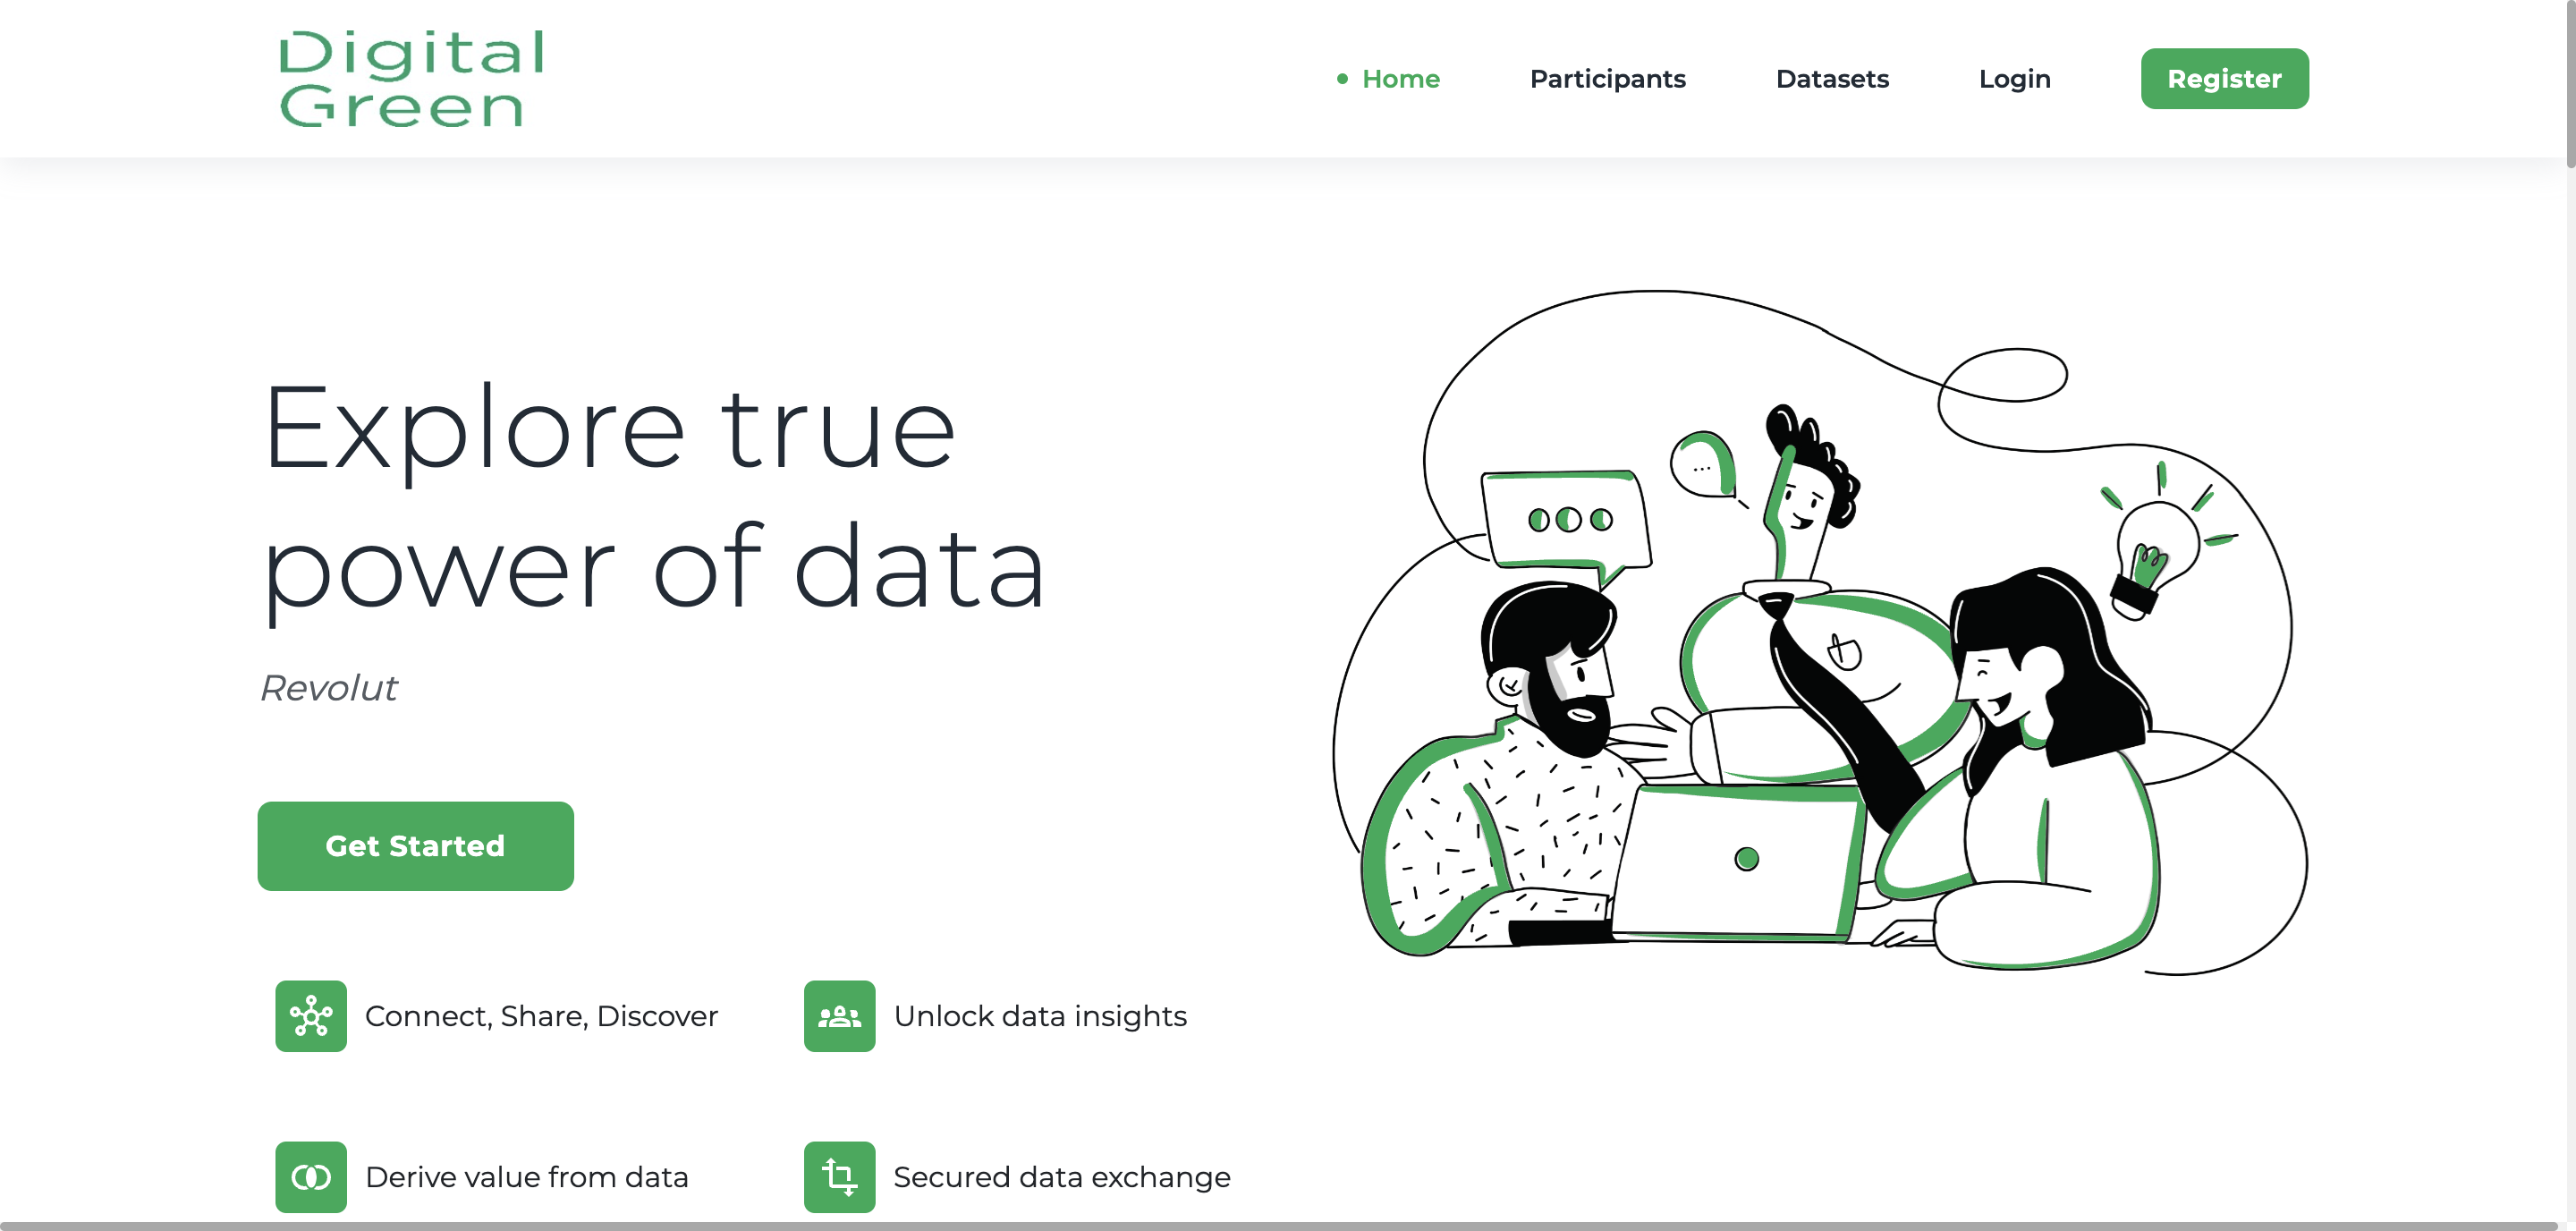 Digital
Green
Home
Participants
Datasets
Login
Register
Explore true
power of data
Revolut
Get Started
Connect, Share, Discover
Unlock data insights
Derive value from data
Secured data exchange